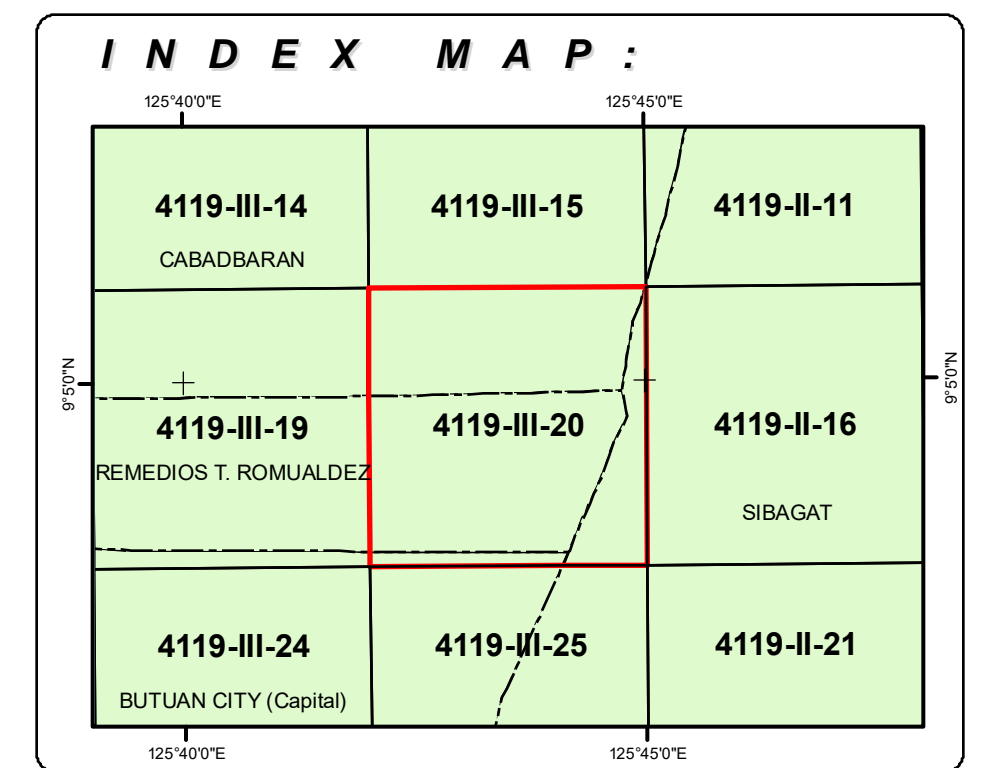 INDEX MAP:
125°40'0"E 125°45'0"E
4119-III-14 4119-III-15 4119-II-11
CABADBARAN
9°5'0"N 9°5'0"N
4119-III-19 4119-III-20 4119-II-16
REMEDIOS T. ROMUALDEZ
SIBAGAT
4119-III-24 4119-III-25 4119-II-21
BUTUAN CITY (Capital)
125°40'0"E 125°45'0"E